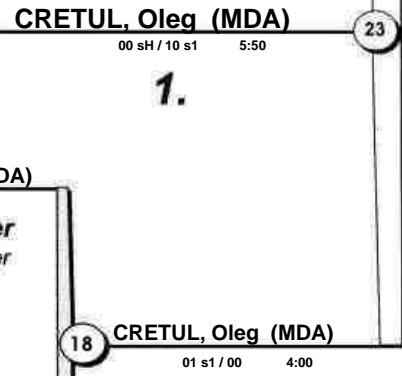 CRETUL, Oleg (MDA)
23
00 sH / 10 s1 5:50
1.
DA)
er
er
18
CRETUL, Oleg (MDA)
01 s1 / 00 4:00